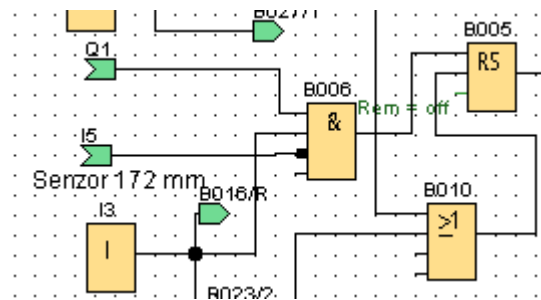 B027/1
B005
Q1
RS
B006
Rem = off
&
I5
Senzor 172 mm
B016/R
B010
I3
>1
I
B023/2